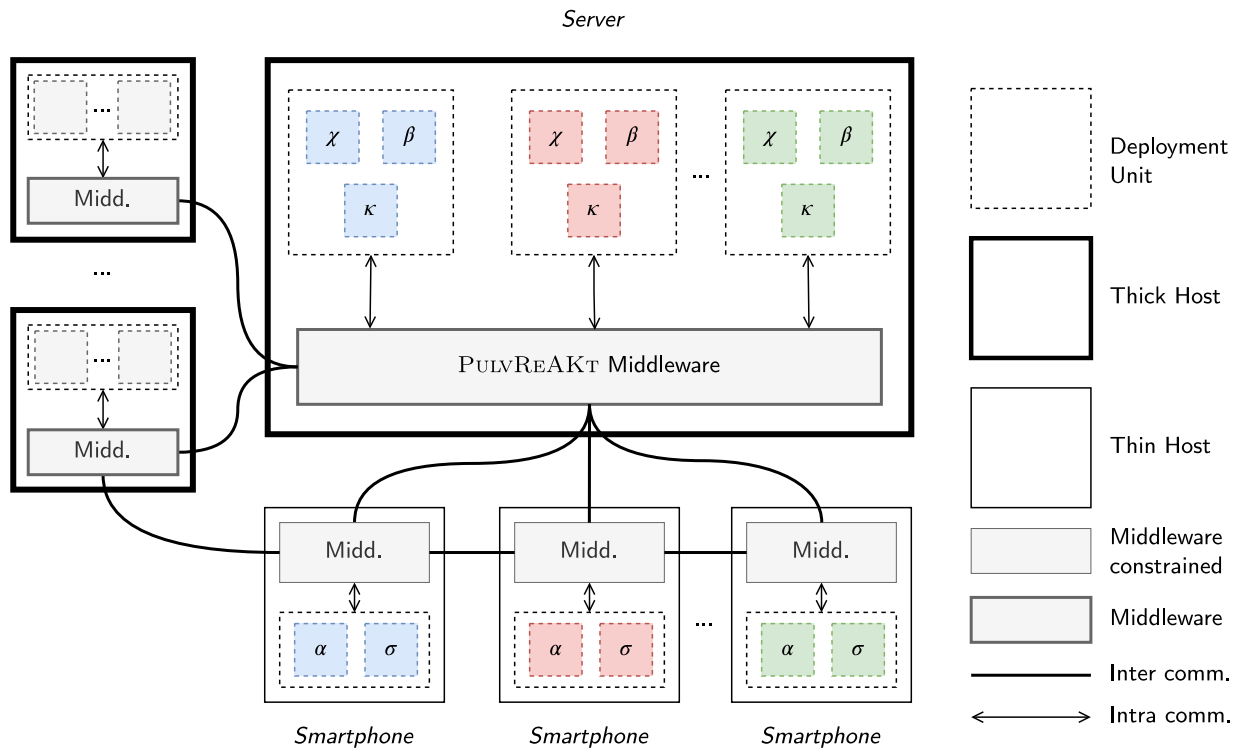 Server
...
Midd.
...
...
Midd.
χ β
κ
χ β
κ
...
χ β
κ
PulvReAKt Middleware
Midd.
α σ
Smartphone
Midd.
α σ
Smartphone
...
Midd.
α σ
Smartphone
Deployment
Unit
Thick Host
Thin Host
Middleware
constrained
Middleware
Inter comm.
Intra comm.